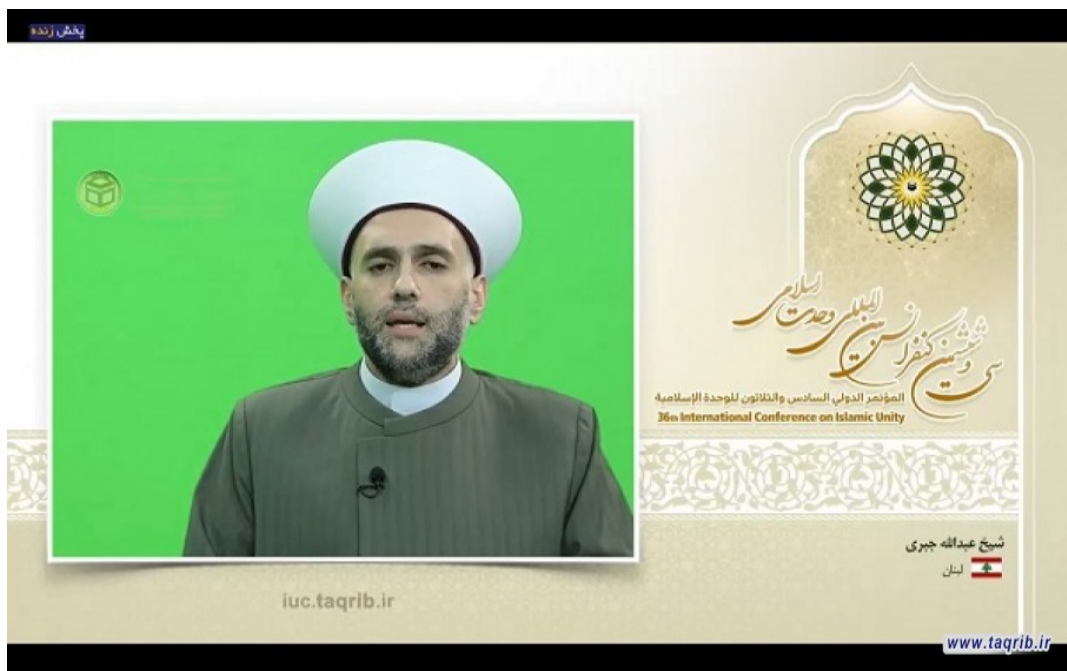 پخش زنده
سی و ششمین کنفرانس بین المللی وحدت اسلامی
المؤتمر الدولي السادس والثلاثون للوحدة الإسلامية
36th International Conference on Islamic Unity
شیخ عبدالله جبری
لبنان
iuc.taqrib.ir
www.taqrib.ir